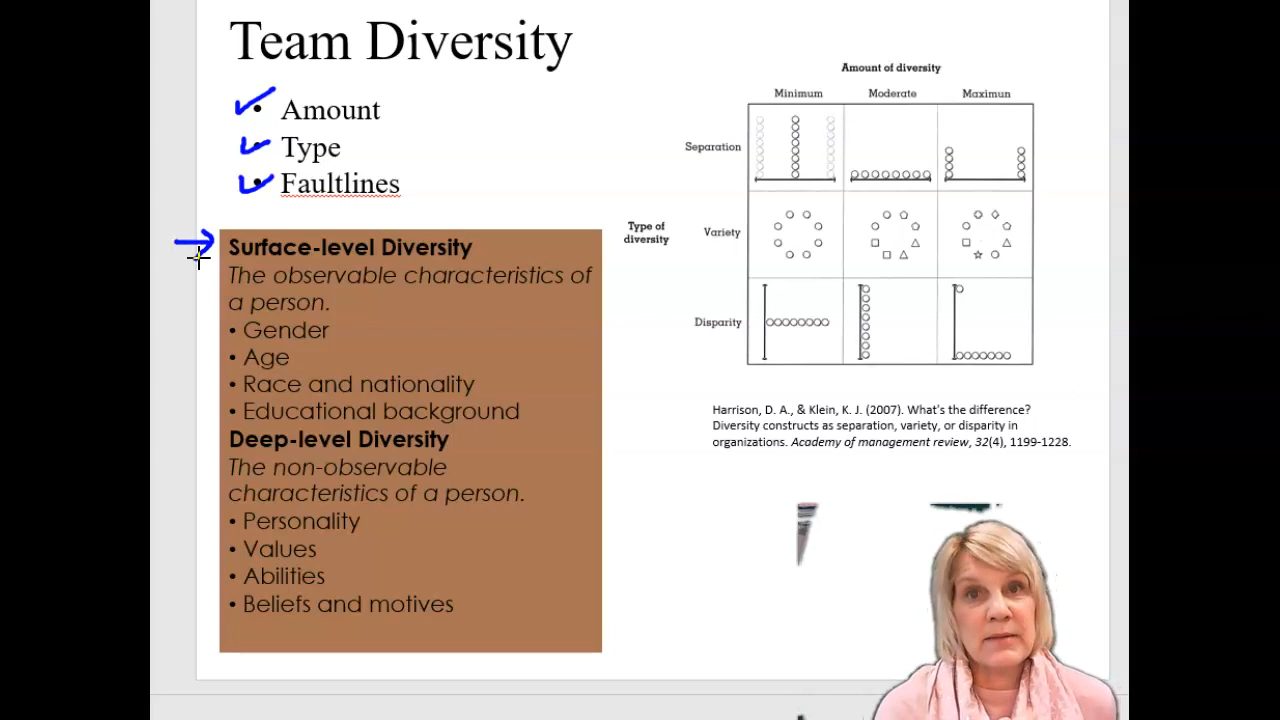 Team Diversity
• Amount
• Type
• Faultlines
Surface-level Diversity
The observable characteristics of
a person.
• Gender
• Age
• Race and nationality
• Educational background
Deep-level Diversity
The non-observable
characteristics of a person.
• Personality
• Values
• Abilities
• Beliefs and motives
Amount of diversity
Minimum Moderate Maximun
Separation
Type of
diversity
Variety
Disparity
Harrison, D. A., & Klein, K. J. (2007). What's the difference?
Diversity constructs as separation, variety, or disparity in
organizations. Academy of management review, 32(4), 1199-1228.